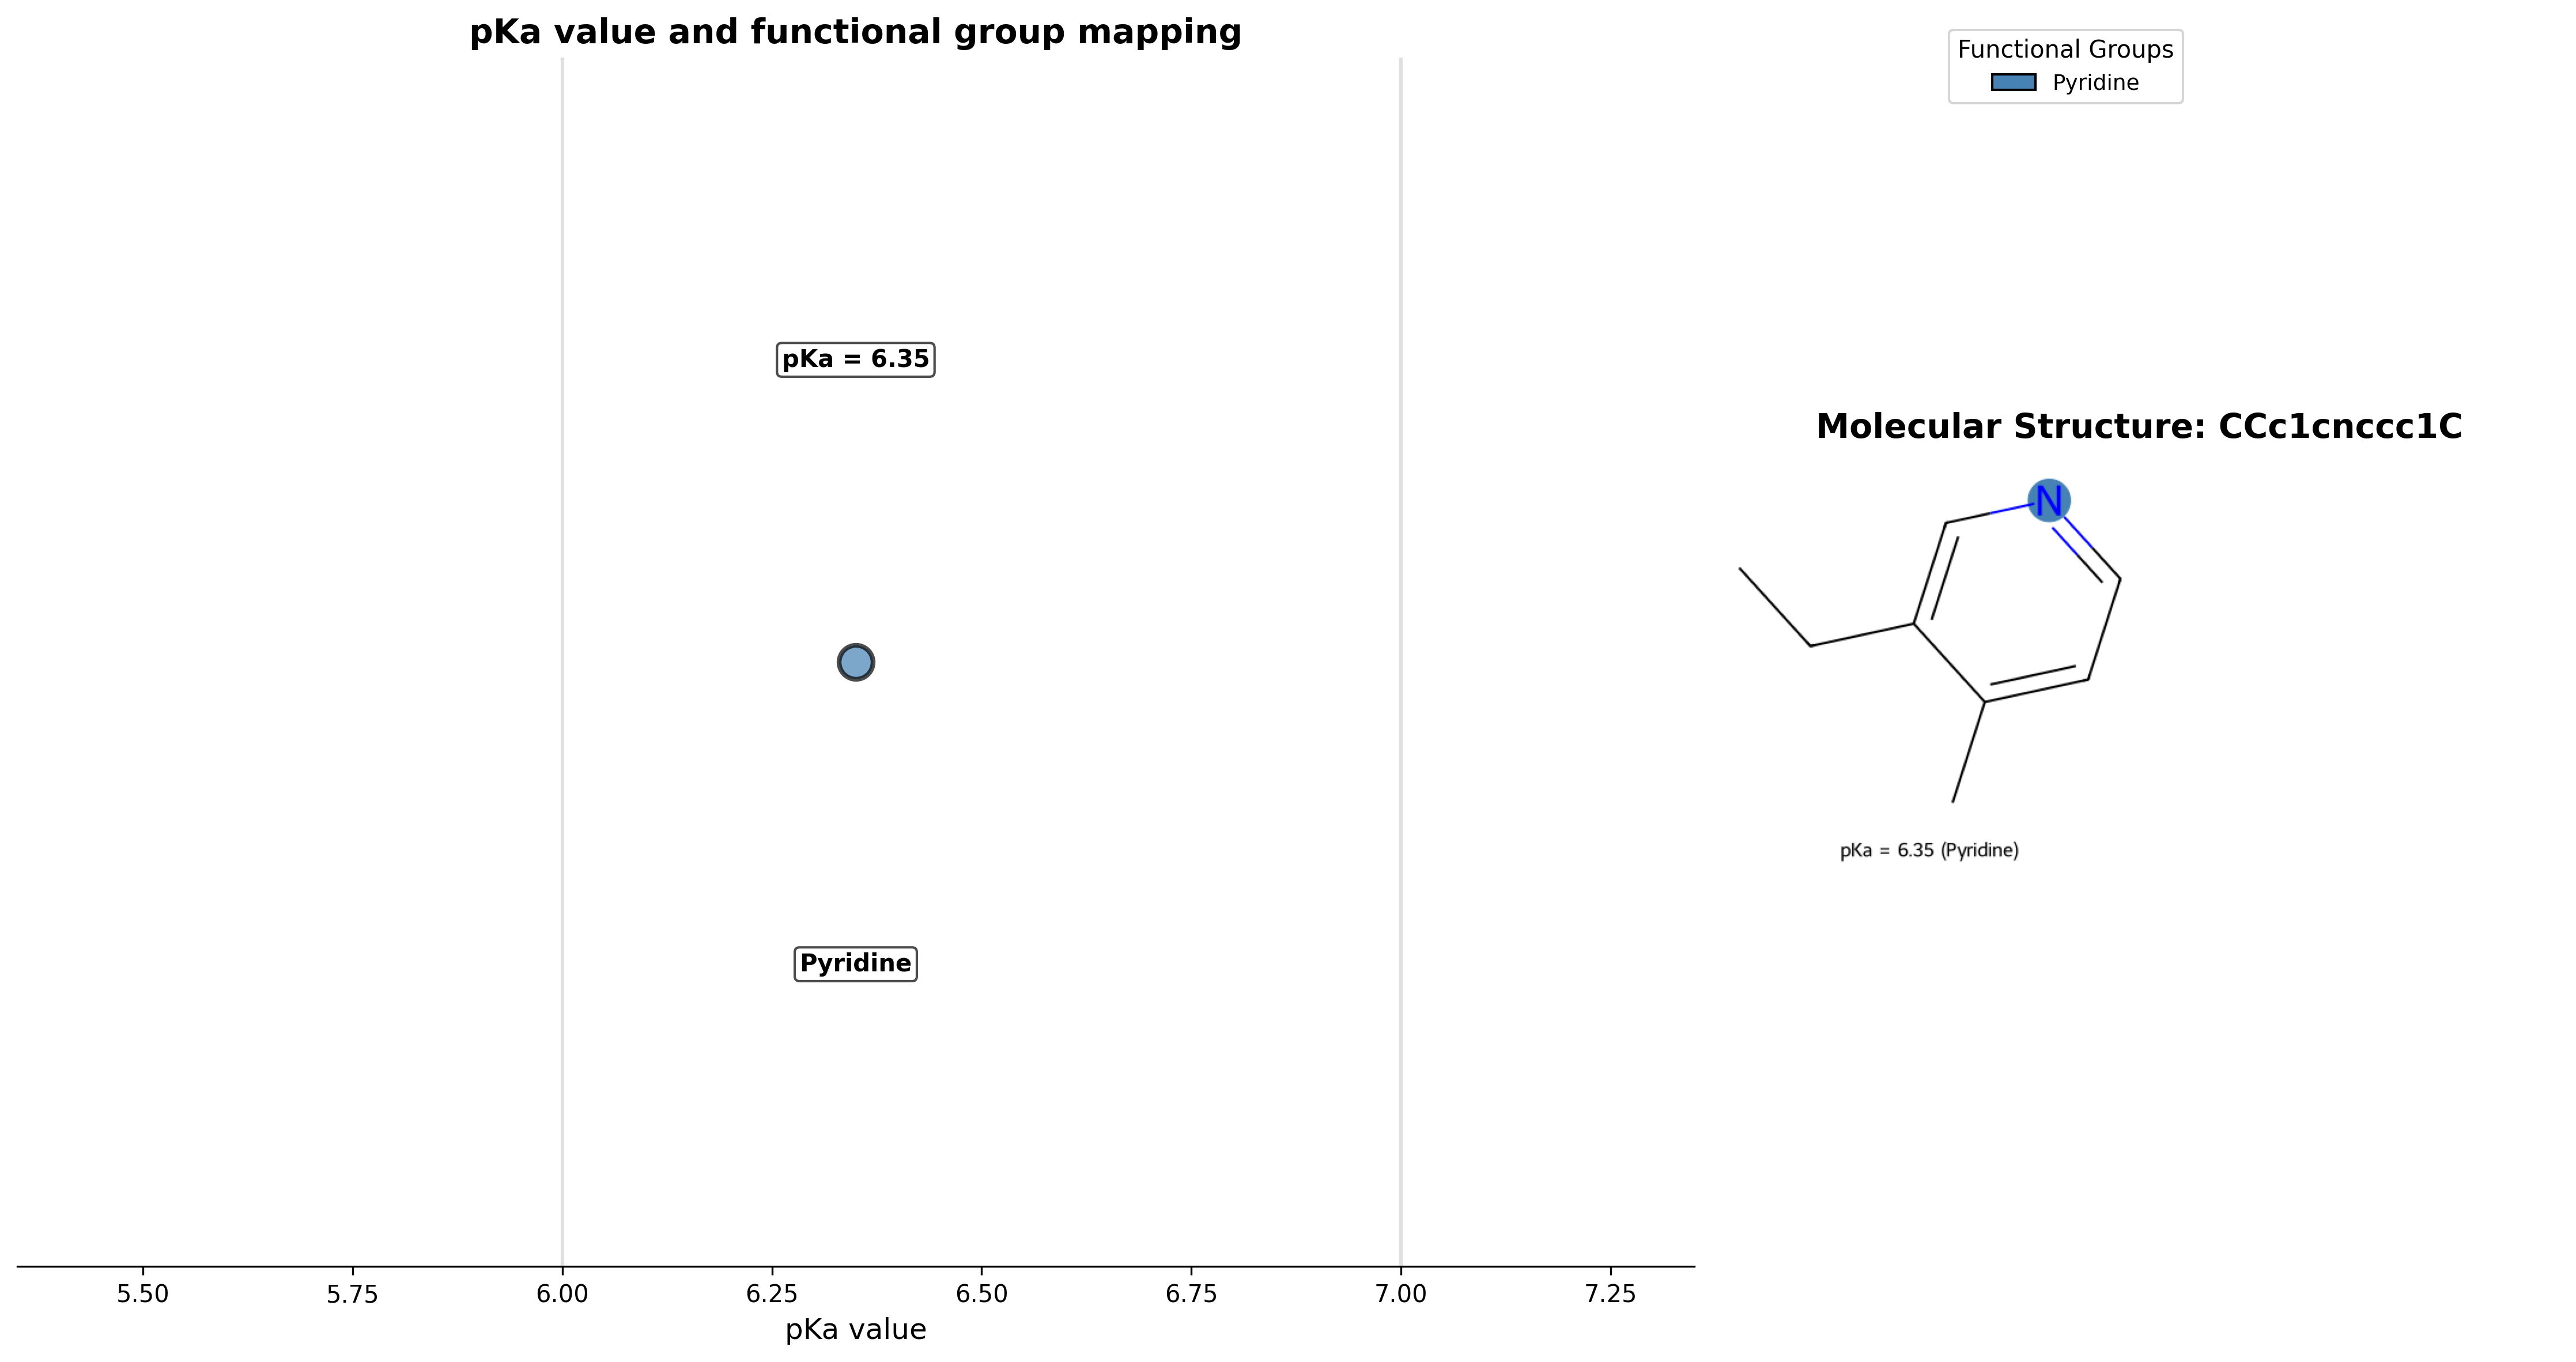 pKa value and functional group mapping
pKa = 6.35
Pyridine
5.50
5.75
6.00
6.25
6.50
6.75
7.00
7.25
pKa value
Functional Groups
Pyridine
Molecular Structure: CCc1cnccc1C
N
pKa = 6.35 (Pyridine)